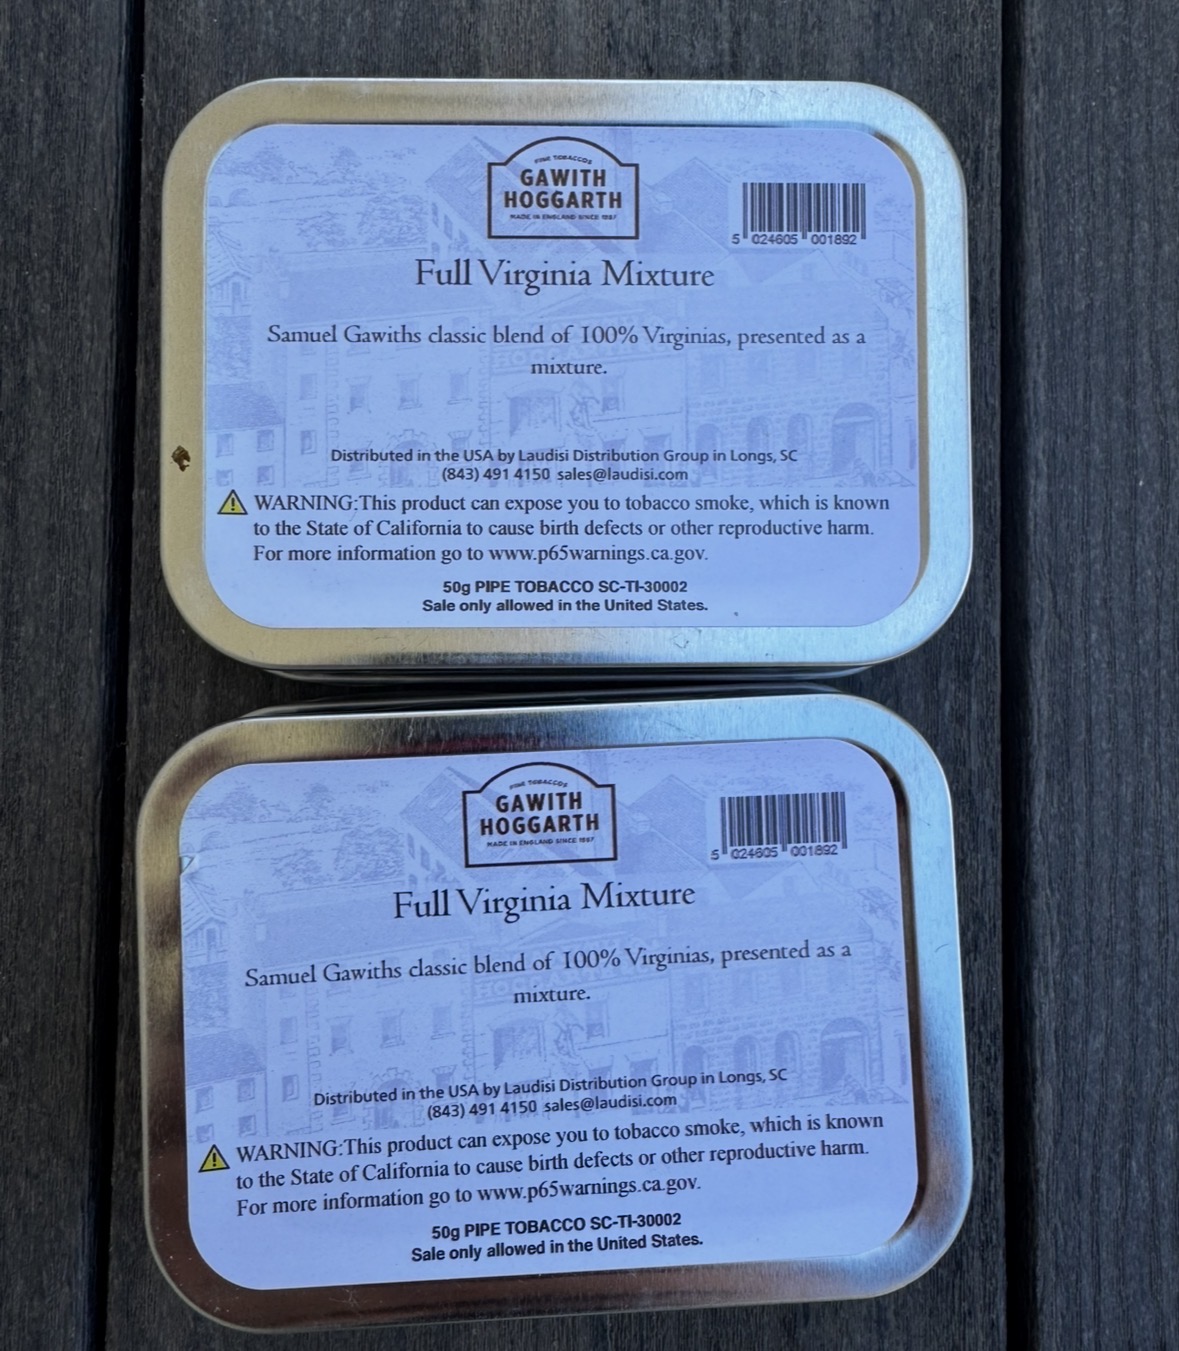 FINE TOBACCOS
GAWITH
HOGGARTH
MADE IN ENGLAND SINCE 1887
5 024605 001892
Full Virginia Mixture
Samuel Gawiths classic blend of 100% Virginias, presented as a
mixture.
Distributed in the USA by Laudisi Distribution Group in Longs, SC
(843) 491 4150 sales@laudisi.com
WARNING:This product can expose you to tobacco smoke, which is known
to the State of California to cause birth defects or other reproductive harm.
For more information go to www.p65warnings.ca.gov.
50g PIPE TOBACCO SC-TI-30002
Sale only allowed in the United States.
FINE TOBACCOS
GAWITH
HOGGARTH
MADE IN ENGLAND SINCE 1887
5 024605 001892
Full Virginia Mixture
Samuel Gawiths classic blend of 100% Virginias, presented as a
mixture.
Distributed in the USA by Laudisi Distribution Group in Longs, SC
(843) 491 4150 sales@laudisi.com
WARNING:This product can expose you to tobacco smoke, which is known
to the State of California to cause birth defects or other reproductive harm.
For more information go to www.p65warnings.ca.gov.
50g PIPE TOBACCO SC-TI-30002
Sale only allowed in the United States.